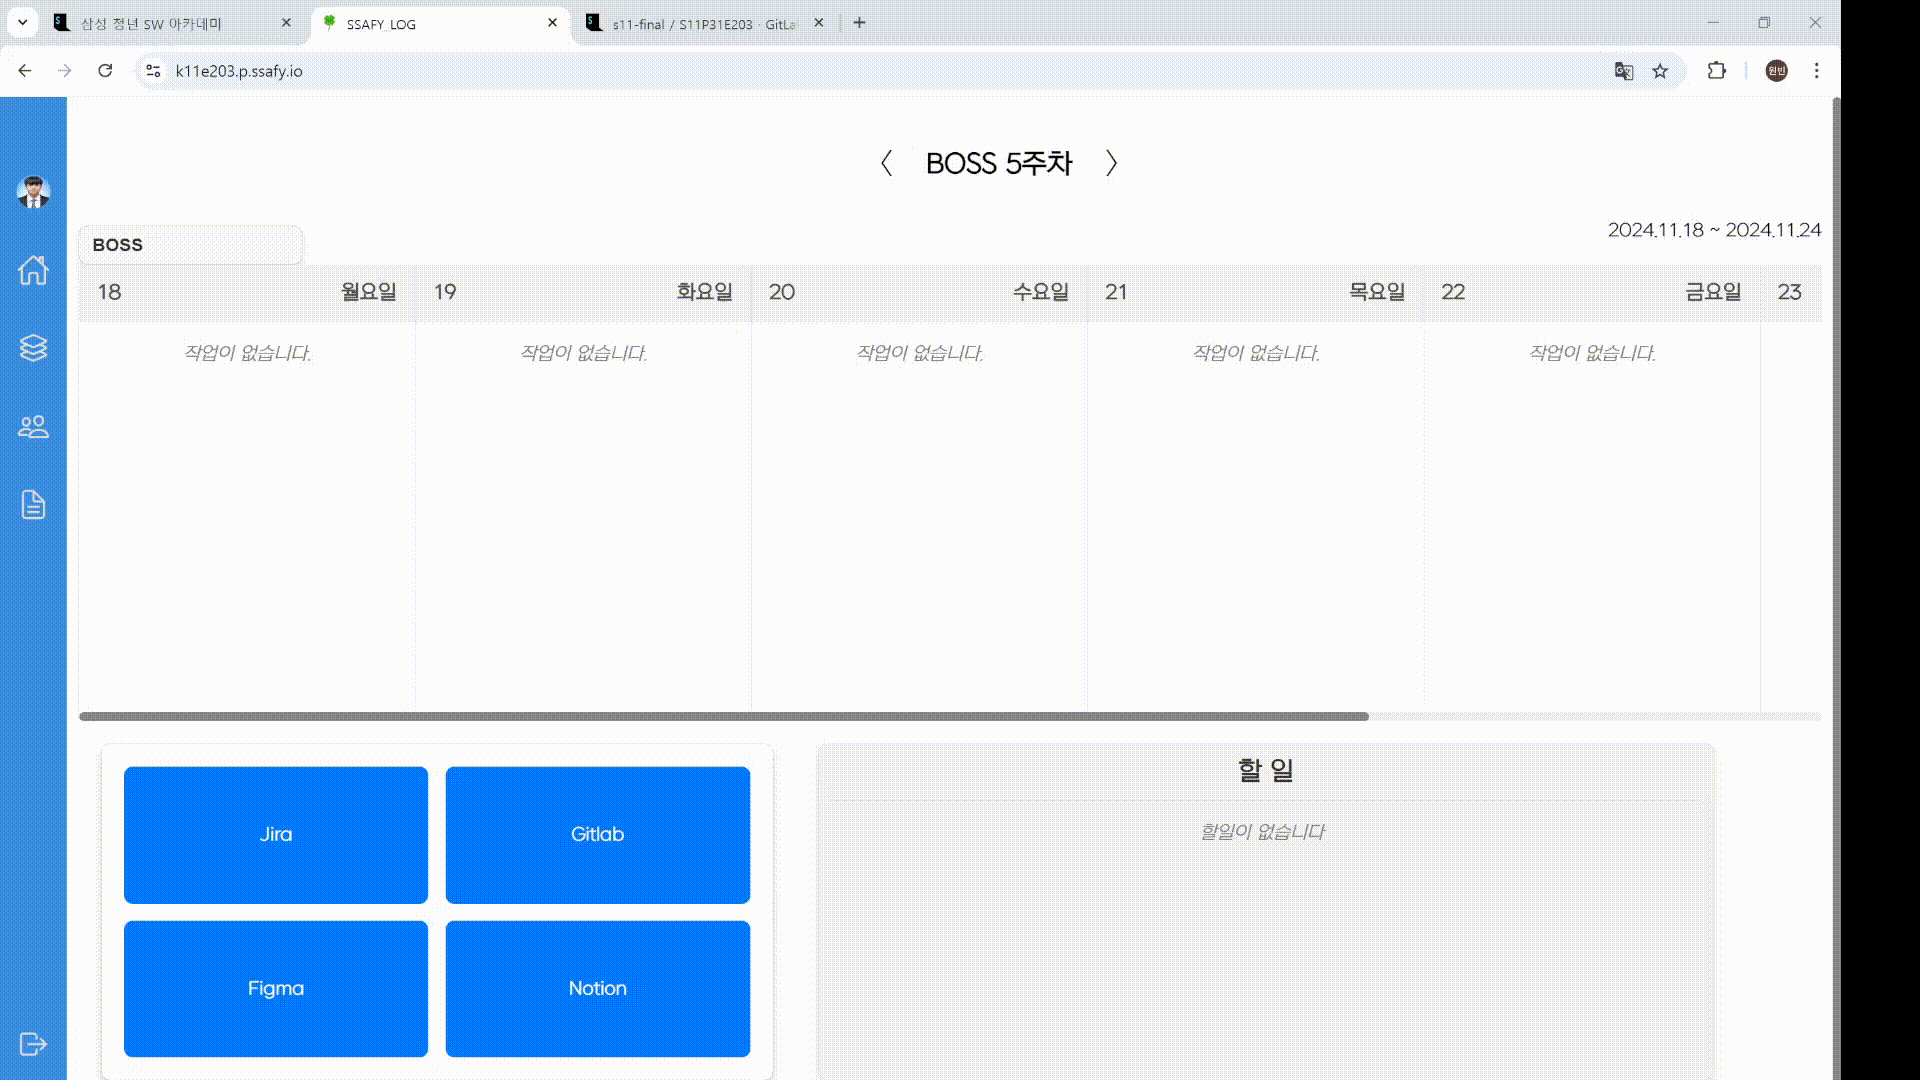 삼성 청년 SW 아카데미
SSAFY_LOG
s11-final / S11P31E203 · GitLa
k11e203.p.ssafy.io
원빈
BOSS 5주차
2024.11.18 ~ 2024.11.24
BOSS
18 월요일 19 화요일 20 수요일 21 목요일 22 금요일 23
작업이 없습니다. 작업이 없습니다. 작업이 없습니다. 작업이 없습니다. 작업이 없습니다.
Jira Gitlab
Figma Notion
할 일
할일이 없습니다